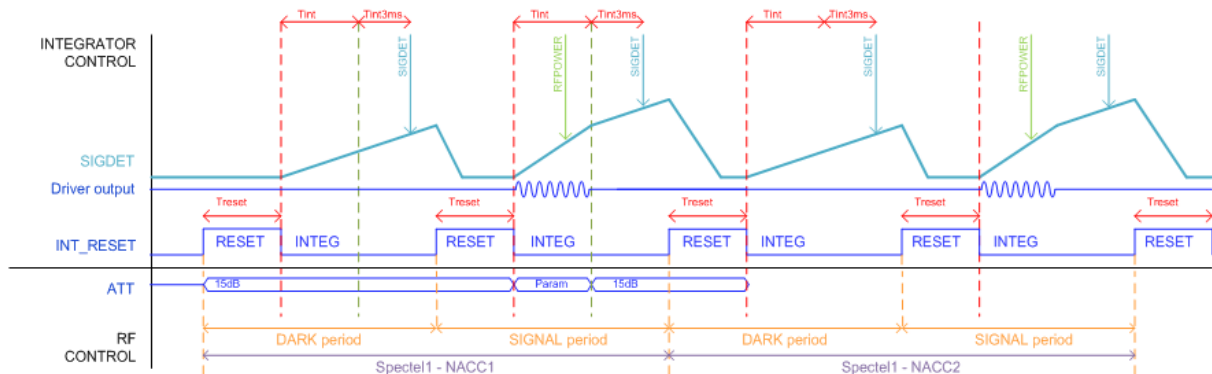 Tint Tint3ms Tint Tint3ms Tint Tint3ms
INTEGRATOR CONTROL
SIGDET RFPOWER SIGDET SIGDET RFPOWER SIGDET
SIGDET
Driver output
Treset Treset Treset Treset Treset
INT_RESET RESET INTEG RESET INTEG RESET INTEG RESET INTEG RESET
ATT 15dB Param 15dB
RF CONTROL
DARK period SIGNAL period DARK period SIGNAL period
Spectel1 - NACC1 Spectel1 - NACC2